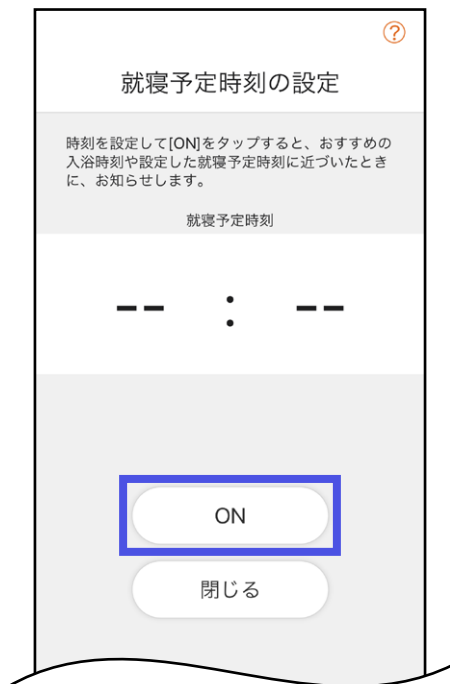 ?
就寝予定時刻の設定
時刻を設定して[ON]をタップすると、おすすめの
入浴時刻や設定した就寝予定時刻に近づいたとき
に、お知らせします。
就寝予定時刻
-- : --
ON
閉じる